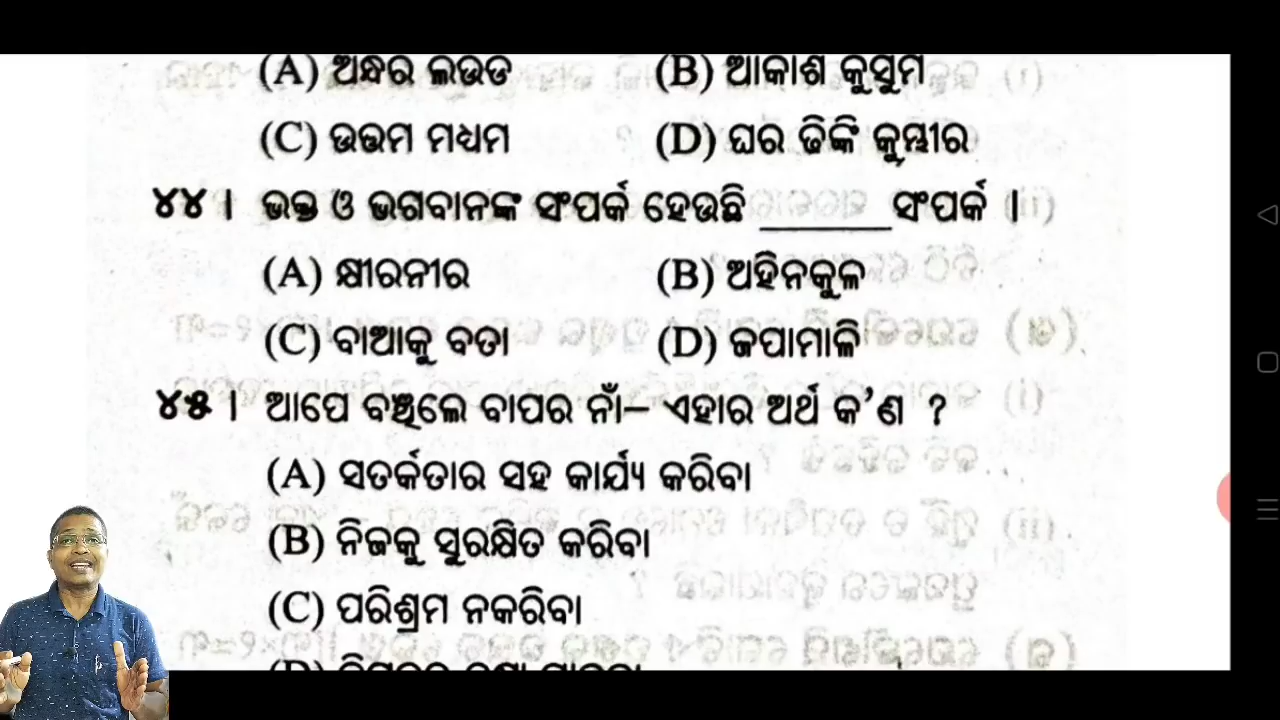 (A) ଅନ୍ଧର ଲଉଡ (B) ଆକାଶ କୁସୁମ
(C) ଉତ୍ତମ ମଧ୍ୟମ (D) ଘର ଢିଙ୍କି କୁମ୍ଭୀର
୪୪ । ଭକ୍ତ ଓ ଭଗବାନଙ୍କ ସଂପର୍କ ହେଉଛି ______ ସଂପର୍କ ।
(A) କ୍ଷୀରନୀର (B) ଅହିନକୁଳ
(C) ବାଆକୁ ବତା (D) ଜପାମାଳି
୪୫ । ଆପେ ବଞ୍ଚିଲେ ବାପର ନାଁ– ଏହାର ଅର୍ଥ କ'ଣ ?
(A) ସତର୍କତାର ସହ କାର୍ଯ୍ୟ କରିବା
(B) ନିଜକୁ ସୁରକ୍ଷିତ କରିବା
(C) ପରିଶ୍ରମ ନକରିବା